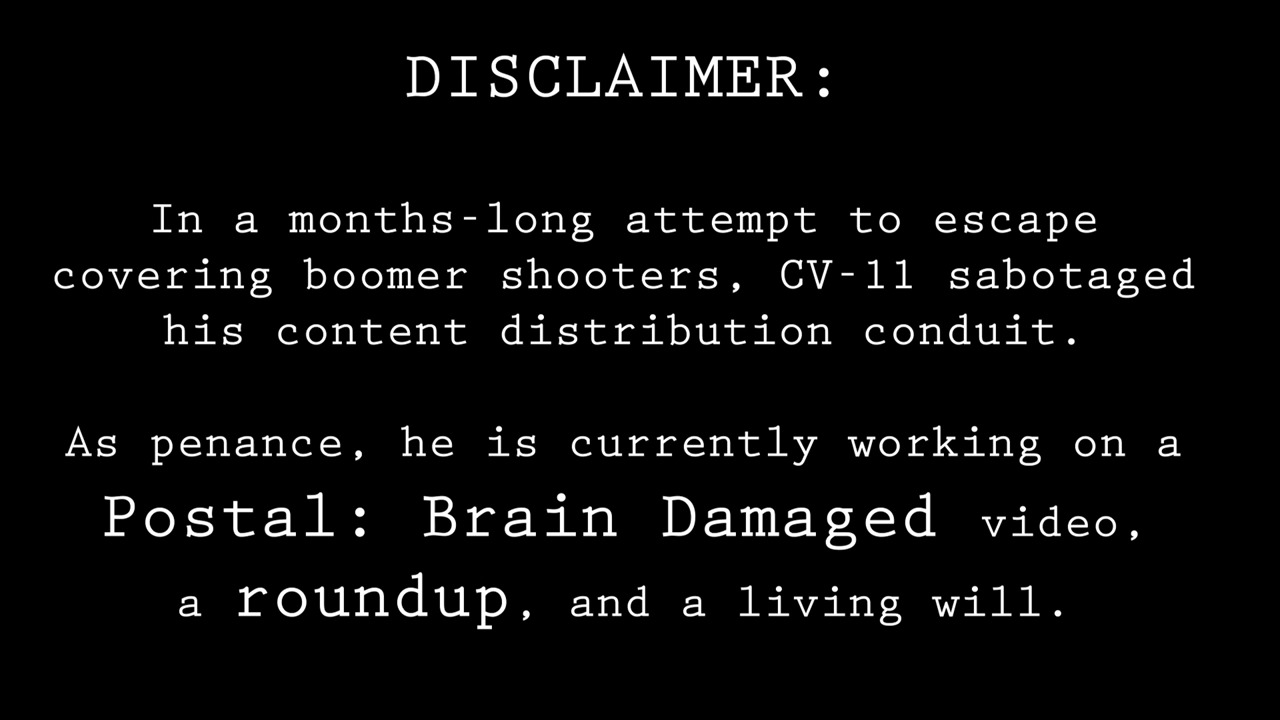 DISCLAIMER:
In a months-long attempt to escape
covering boomer shooters, CV-11 sabotaged
his content distribution conduit.
As penance, he is currently working on a
Postal: Brain Damaged video,
a roundup, and a living will.